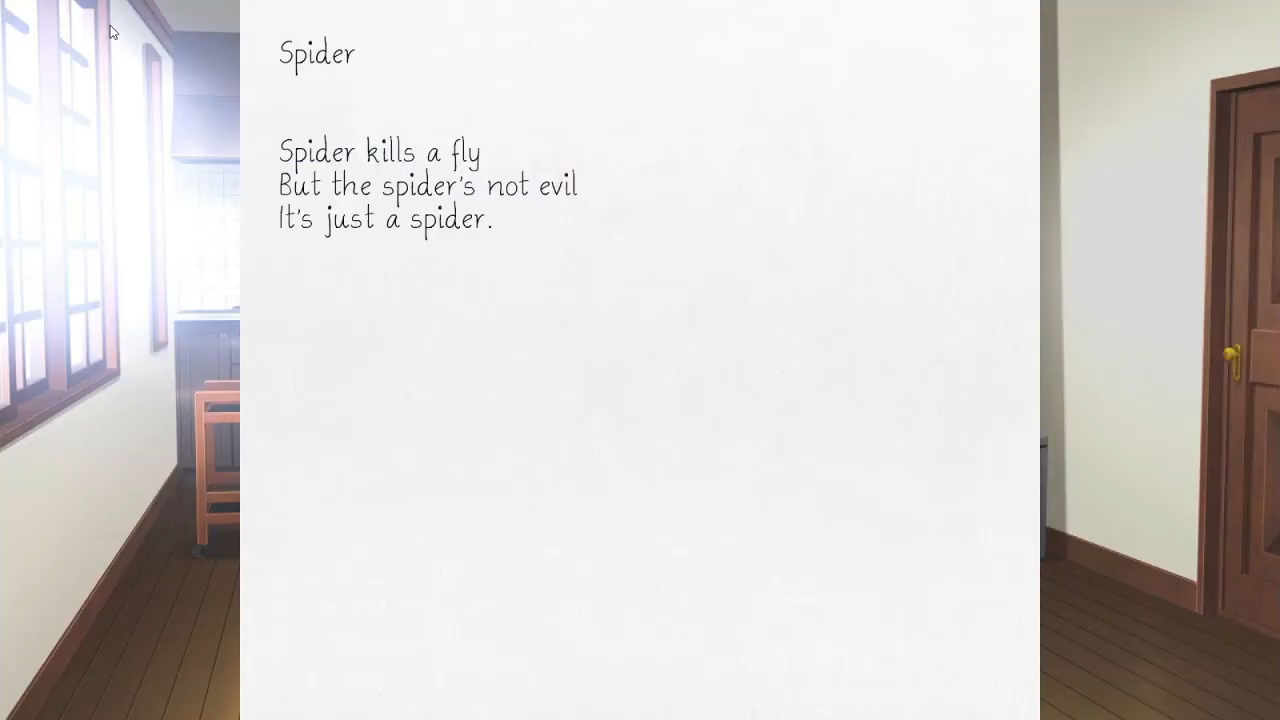 Spider
Spider kills a fly
But the spider's not evil
It's just a spider.